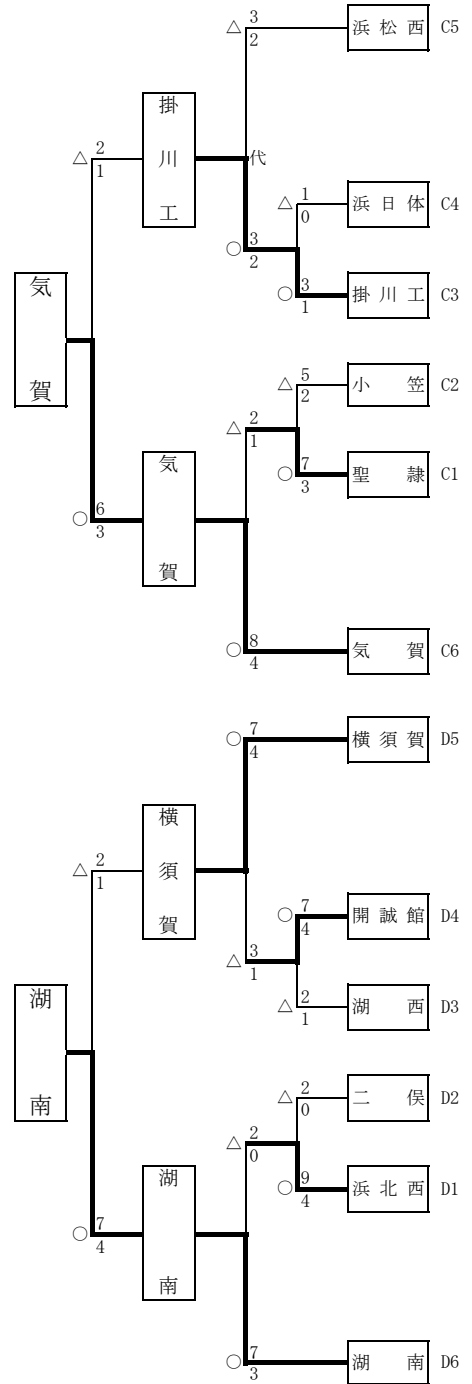 △ 3
2
浜松西 C5
掛川工
△ 2
1
代
△ 1
0
浜日体 C4
○ 3
2
○ 3
1
掛川工 C3
気賀
△ 5
2
小笠 C2
△ 2
1
○ 7
3
聖隷 C1
気賀
○ 6
3
○ 8
4
気賀 C6
○ 7
4
横須賀 D5
横須賀
△ 2
1
○ 7
4
開誠館 D4
△ 3
1
△ 2
1
湖西 D3
湖南
△ 2
0
二俣 D2
△ 2
0
○ 9
4
浜北西 D1
湖南
○ 7
4
○ 7
3
湖南 D6